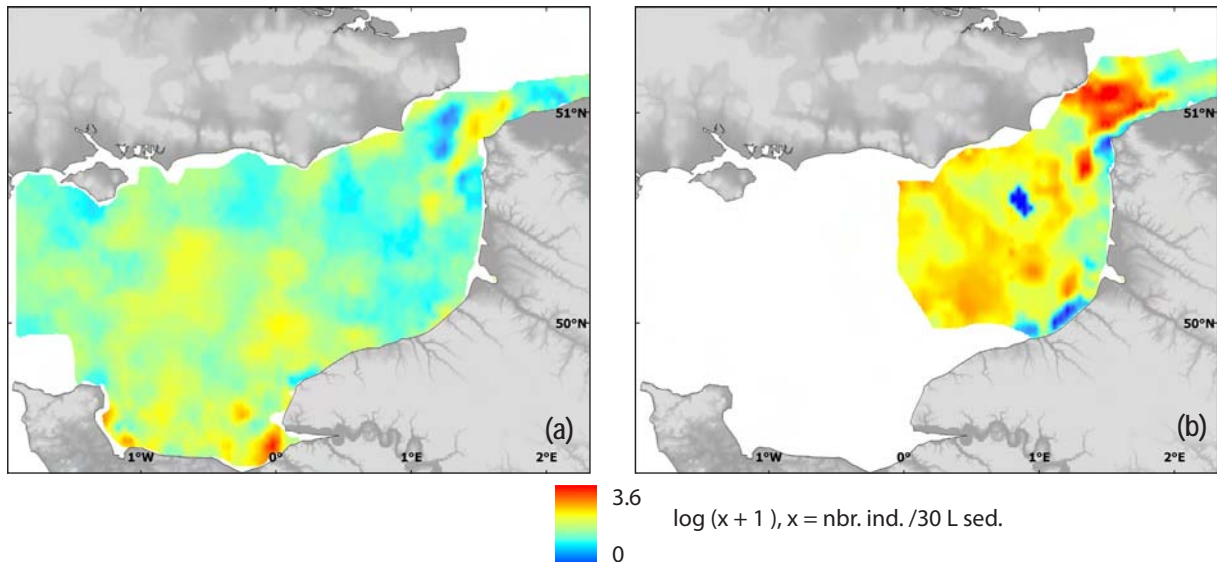 51°N
50°N
(a)
1°W
0°
1°E
2°E
51°N
50°N
(b)
0°
1°E
2°E
3.6
log (x + 1 ), x = nbr. ind. /30 L sed.
0